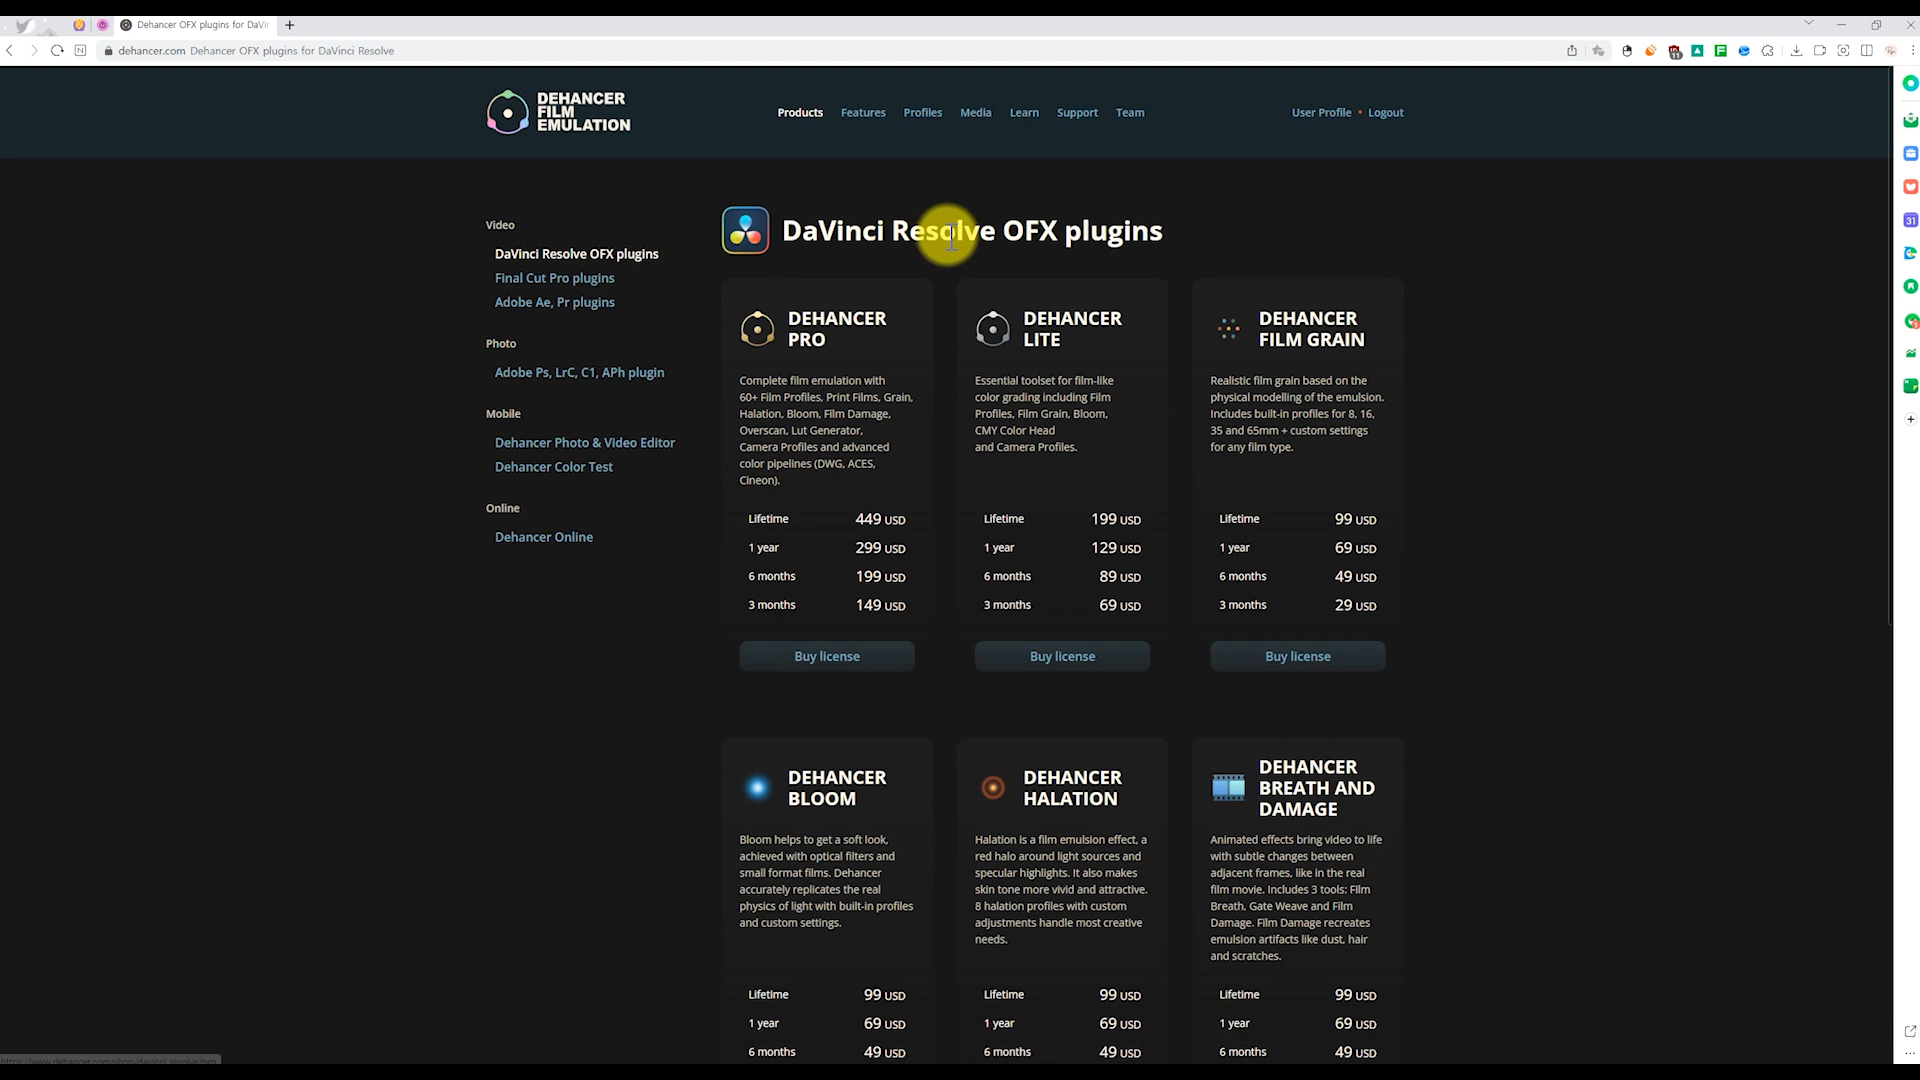 Dehancer OFX plugins for DaVin
dehancer.com Dehancer OFX plugins for DaVinci Resolve
DEHANCER
FILM
EMULATION
Products
Features
Profiles
Media
Learn
Support
Team
User Profile • Logout
Video
DaVinci Resolve OFX plugins
Final Cut Pro plugins
Adobe Ae, Pr plugins
Photo
Adobe Ps, LrC, C1, APh plugin
Mobile
Dehancer Photo & Video Editor
Dehancer Color Test
Online
Dehancer Online
DaVinci Resolve OFX plugins
DEHANCER
PRO
Complete film emulation with
60+ Film Profiles, Print Films, Grain,
Halation, Bloom, Film Damage,
Overscan, Lut Generator,
Camera Profiles and advanced
color pipelines (DWG, ACES,
Cineon).
Lifetime 449 USD
1 year 299 USD
6 months 199 USD
3 months 149 USD
Buy license
DEHANCER
LITE
Essential toolset for film-like
color grading including Film
Profiles, Film Grain, Bloom,
CMY Color Head
and Camera Profiles.
Lifetime 199 USD
1 year 129 USD
6 months 89 USD
3 months 69 USD
Buy license
DEHANCER
FILM GRAIN
Realistic film grain based on the
physical modelling of the emulsion.
Includes built-in profiles for 8, 16,
35 and 65mm + custom settings
for any film type.
Lifetime 99 USD
1 year 69 USD
6 months 49 USD
3 months 29 USD
Buy license
DEHANCER
BLOOM
Bloom helps to get a soft look,
achieved with optical filters and
small format films. Dehancer
accurately replicates the real
physics of light with built-in profiles
and custom settings.
Lifetime 99 USD
1 year 69 USD
6 months 49 USD
DEHANCER
HALATION
Halation is a film emulsion effect, a
red halo around light sources and
specular highlights. It also makes
skin tone more vivid and attractive.
8 halation profiles with custom
adjustments handle most creative
needs.
Lifetime 99 USD
1 year 69 USD
6 months 49 USD
DEHANCER
BREATH AND
DAMAGE
Animated effects bring video to life
with subtle changes between
adjacent frames, like in the real
film movie. Includes 3 tools: Film
Breath, Gate Weave and Film
Damage. Film Damage recreates
emulsion artifacts like dust, hair
and scratches.
Lifetime 99 USD
1 year 69 USD
6 months 49 USD
31
https://www.dehancer.com/shop/davinci_resolve/pro